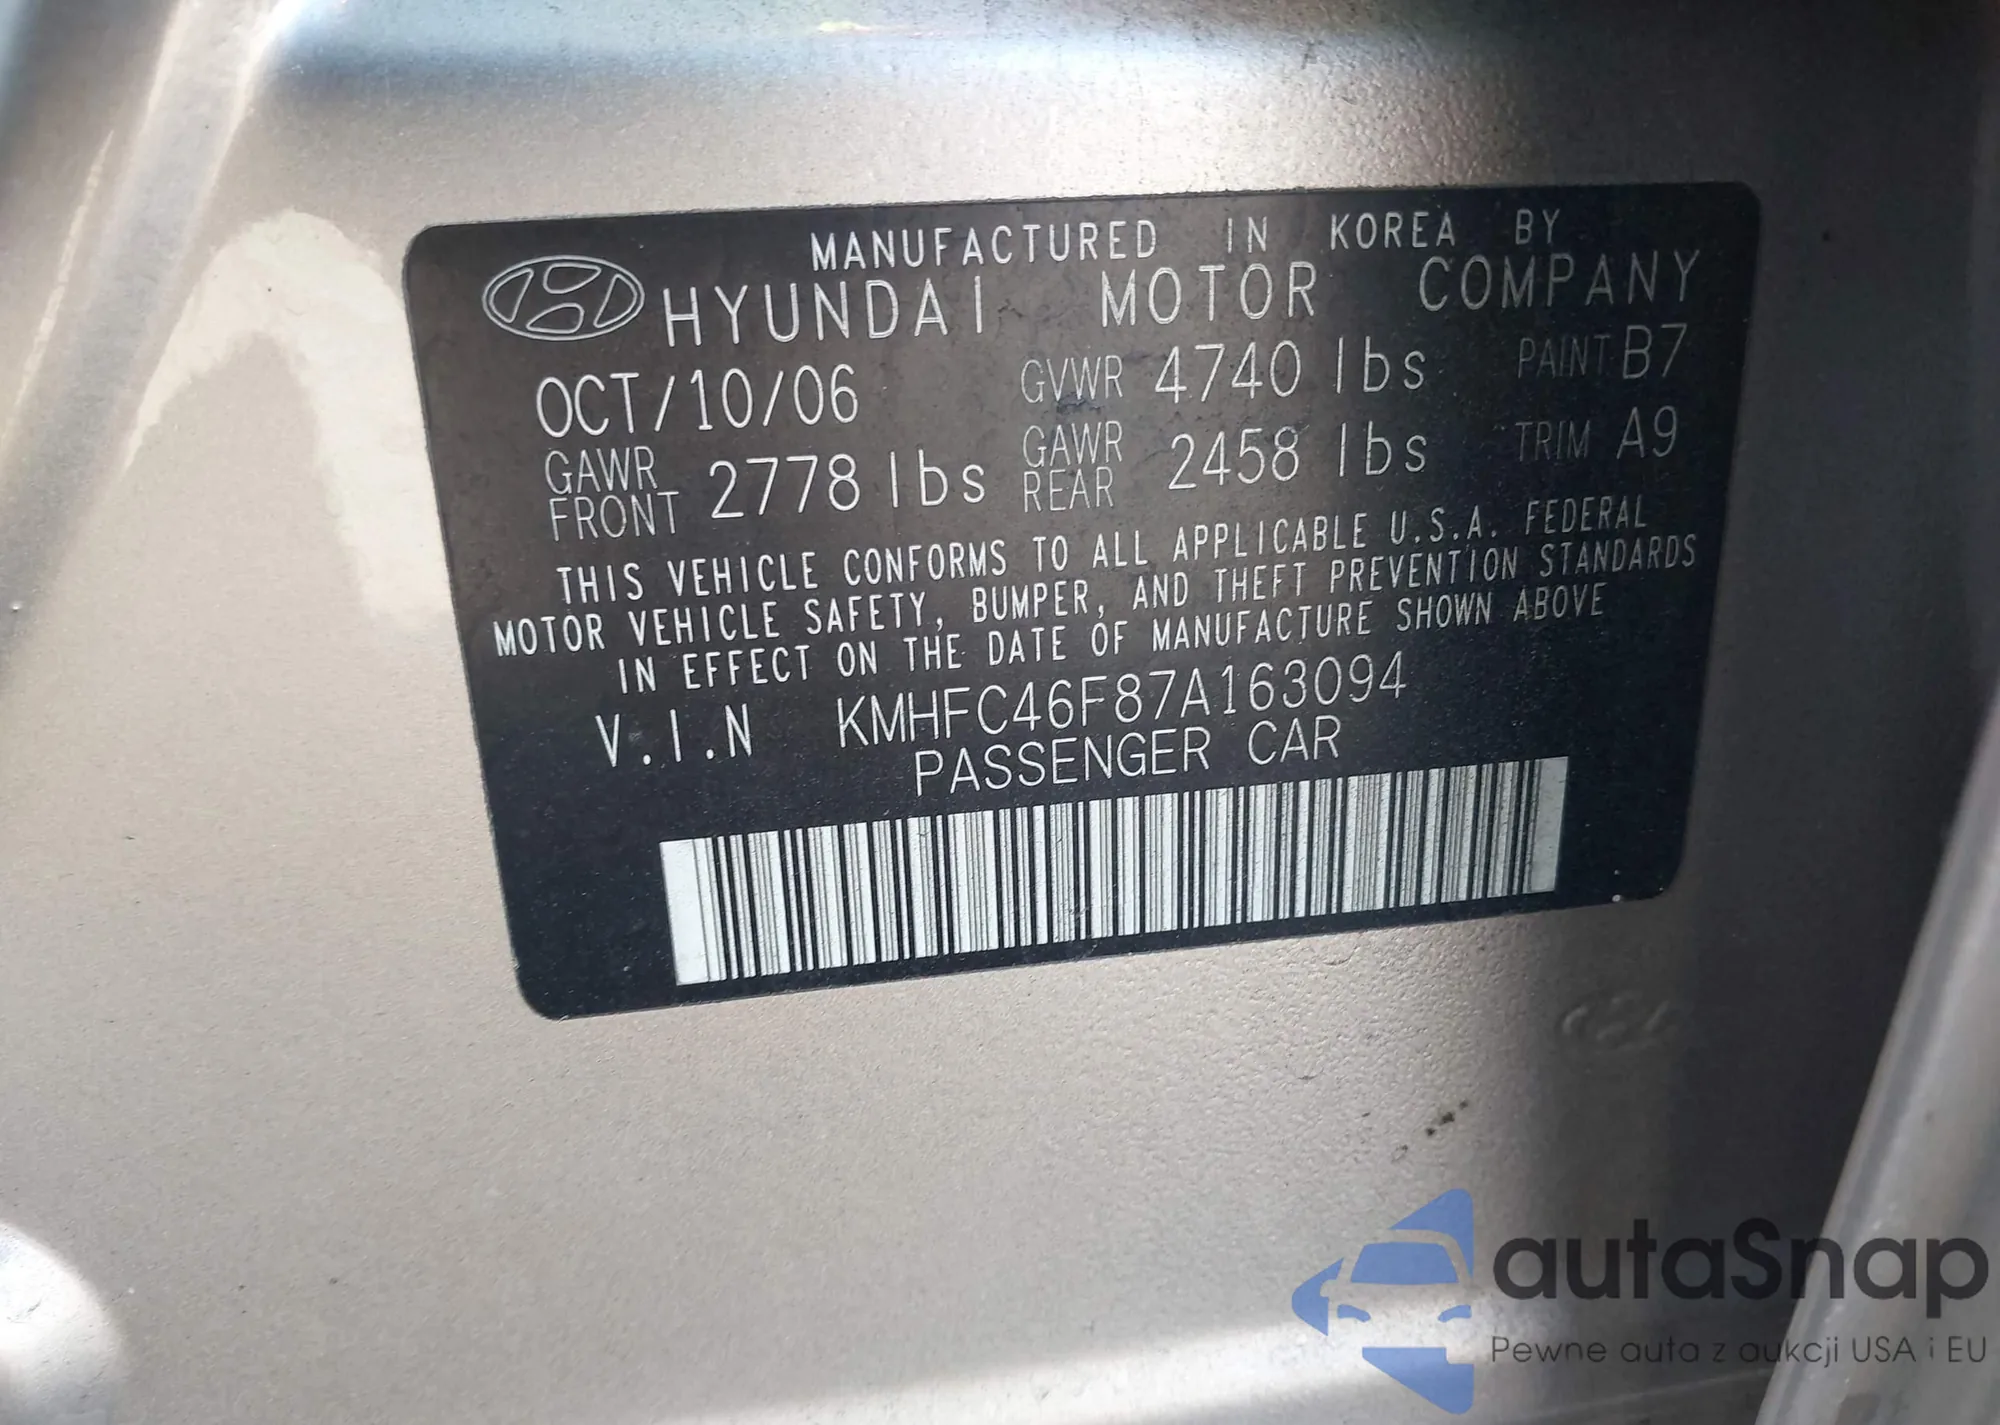 MANUFACTURED IN KOREA BY
HYUNDAI MOTOR COMPANY
OCT/10/06 GVWR 4740 lbs PAINT B7
GAWR FRONT 2778 lbs GAWR REAR 2458 lbs TRIM A9
THIS VEHICLE CONFORMS TO ALL APPLICABLE U.S.A. FEDERAL
MOTOR VEHICLE SAFETY, BUMPER, AND THEFT PREVENTION STANDARDS
IN EFFECT ON THE DATE OF MANUFACTURE SHOWN ABOVE
V.I.N KMHFC46F87A163094
PASSENGER CAR
autaSnap
Pewne auta z aukcji USA i EU